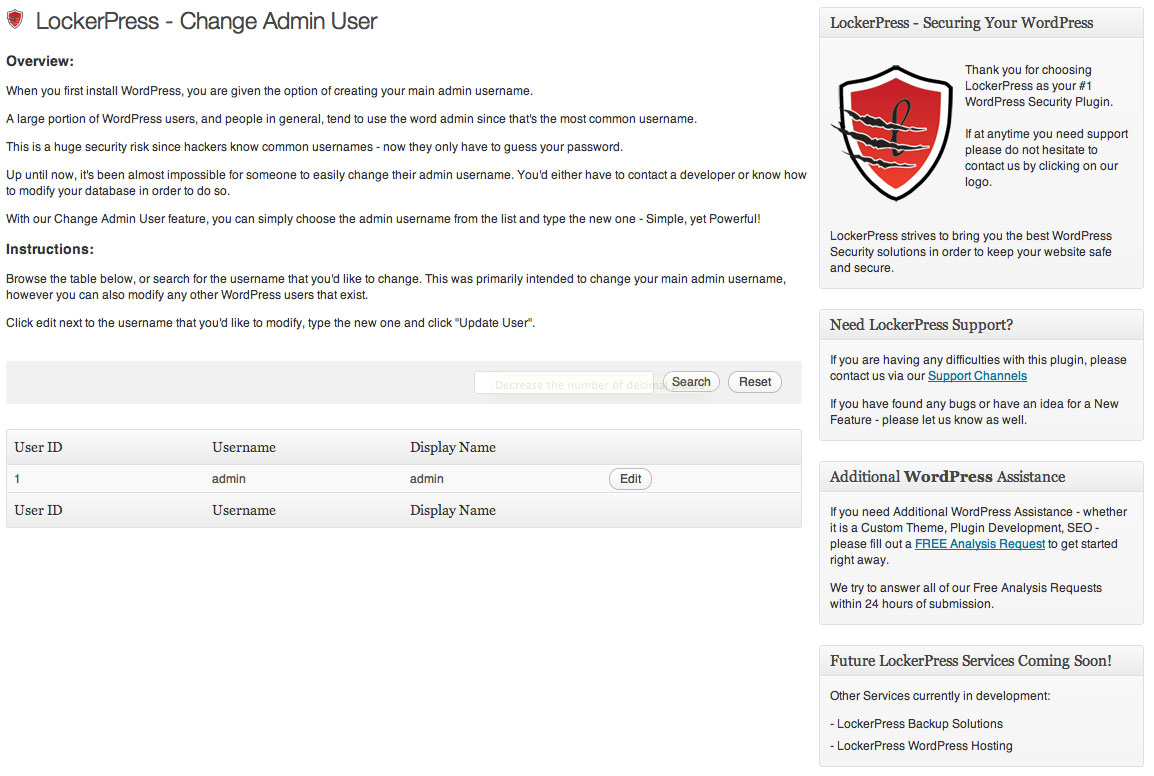 LockerPress - Change Admin User
Overview:
When you first install WordPress, you are given the option of creating your main admin username.
A large portion of WordPress users, and people in general, tend to use the word admin since that's the most common username.
This is a huge security risk since hackers know common usernames - now they only have to guess your password.
Up until now, it's been almost impossible for someone to easily change their admin username. You'd either have to contact a developer or know how
to modify your database in order to do so.
With our Change Admin User feature, you can simply choose the admin username from the list and type the new one - Simple, yet Powerful!
Instructions:
Browse the table below, or search for the username that you'd like to change. This was primarily intended to change your main admin username,
however you can also modify any other WordPress users that exist.
Click edit next to the username that you'd like to modify, type the new one and click "Update User".
Decrease the number of decimal
Search Reset
User ID Username Display Name
1 admin admin Edit
User ID Username Display Name
LockerPress - Securing Your WordPress
Thank you for choosing
LockerPress as your #1
WordPress Security Plugin.
If at anytime you need support
please do not hesitate to
contact us by clicking on our
logo.
LockerPress strives to bring you the best WordPress
Security solutions in order to keep your website safe
and secure.
Need LockerPress Support?
If you are having any difficulties with this plugin, please
contact us via our Support Channels
If you have found any bugs or have an idea for a New
Feature - please let us know as well.
Additional WordPress Assistance
If you need Additional WordPress Assistance - whether
it is a Custom Theme, Plugin Development, SEO -
please fill out a FREE Analysis Request to get started
right away.
We try to answer all of our Free Analysis Requests
within 24 hours of submission.
Future LockerPress Services Coming Soon!
Other Services currently in development:
- LockerPress Backup Solutions
- LockerPress WordPress Hosting